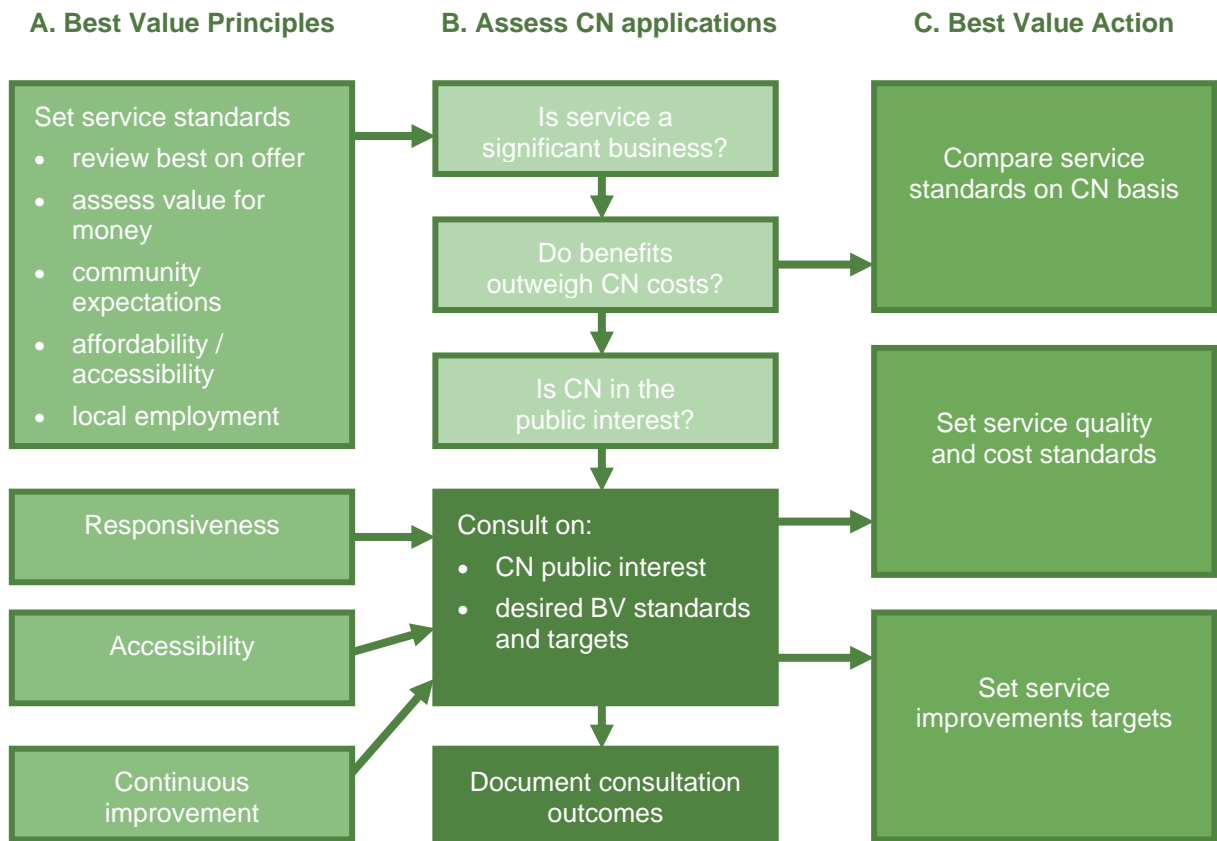 A. Best Value Principles
B. Assess CN applications
C. Best Value Action
Set service standards
• review best on offer
• assess value for
money
• community
expectations
• affordability /
accessibility
• local employment
Responsiveness
Accessibility
Continuous
improvement
Is service a
significant business?
Do benefits
outweigh CN costs?
Is CN in the
public interest?
Consult on:
• CN public interest
• desired BV standards
and targets
Document consultation
outcomes
Compare service
standards on CN basis
Set service quality
and cost standards
Set service
improvements targets